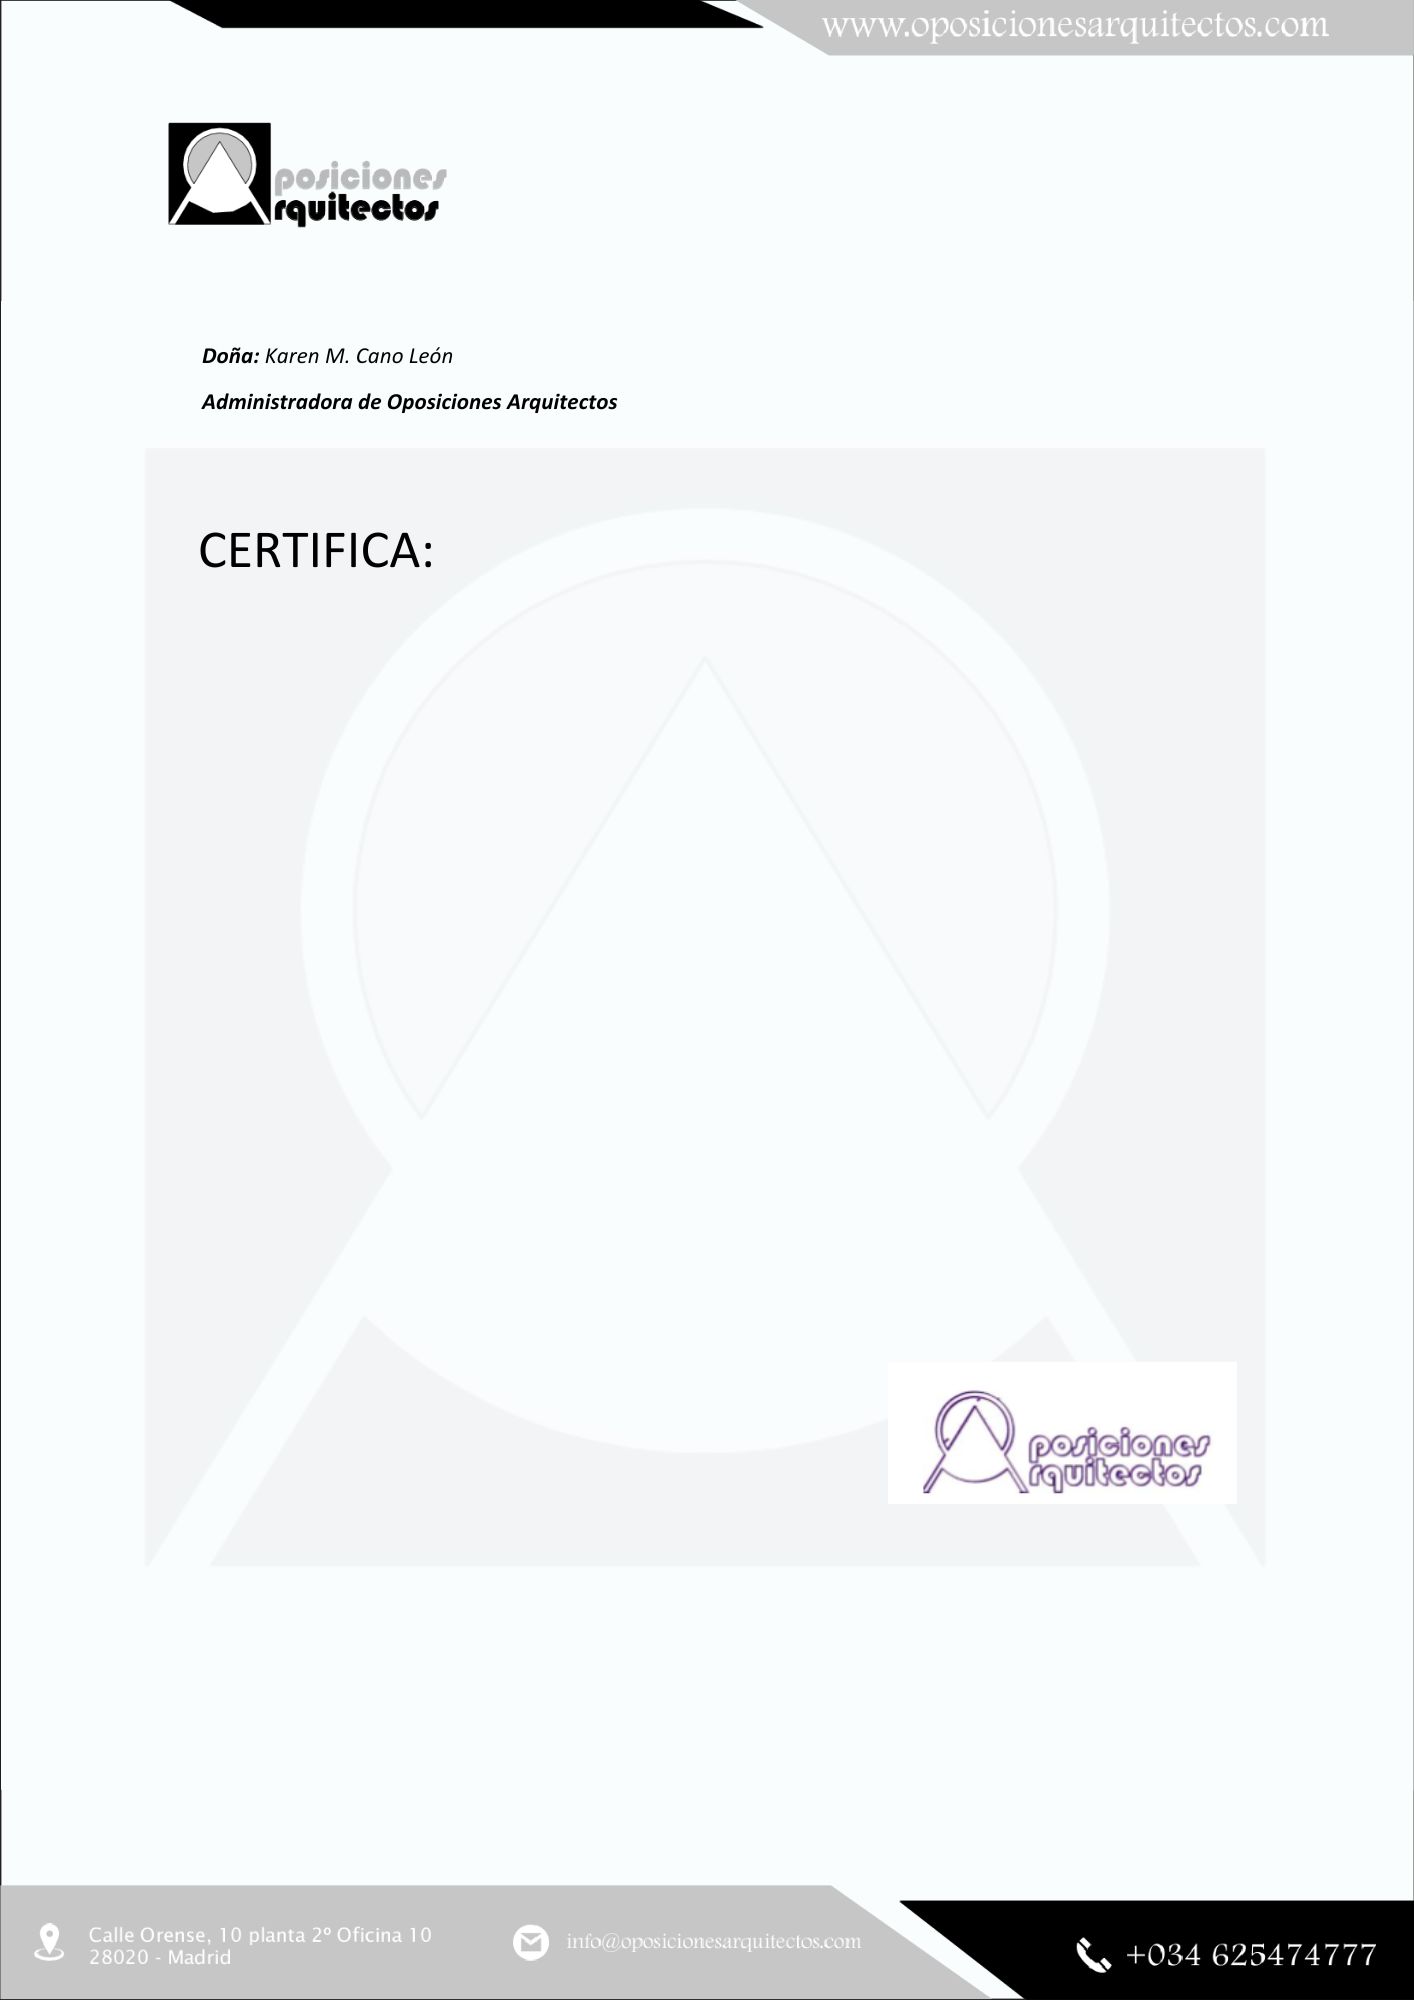 www.oposicionesarquitectos.com
posiciones
rquitectos
Doña: Karen M. Cano León
Administradora de Oposiciones Arquitectos
CERTIFICA:
posiciones
rquitectos
Calle Orense, 10 planta 2º Oficina 10
28020 - Madrid
info@oposicionesarquitectos.com
+034 625474777